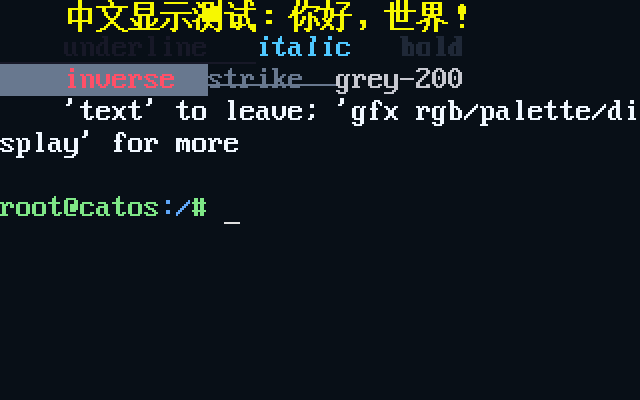 中文显示测试：你好，世界！
underline italic bold
inverse strike grey-200
'text' to leave; 'gfx rgb/palette/di
splay' for more
root@catos:/# _